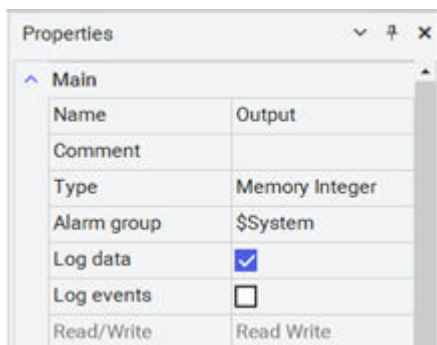 Properties
Main
Name Output
Comment
Type Memory Integer
Alarm group $System
Log data
Log events
Read/Write Read Write